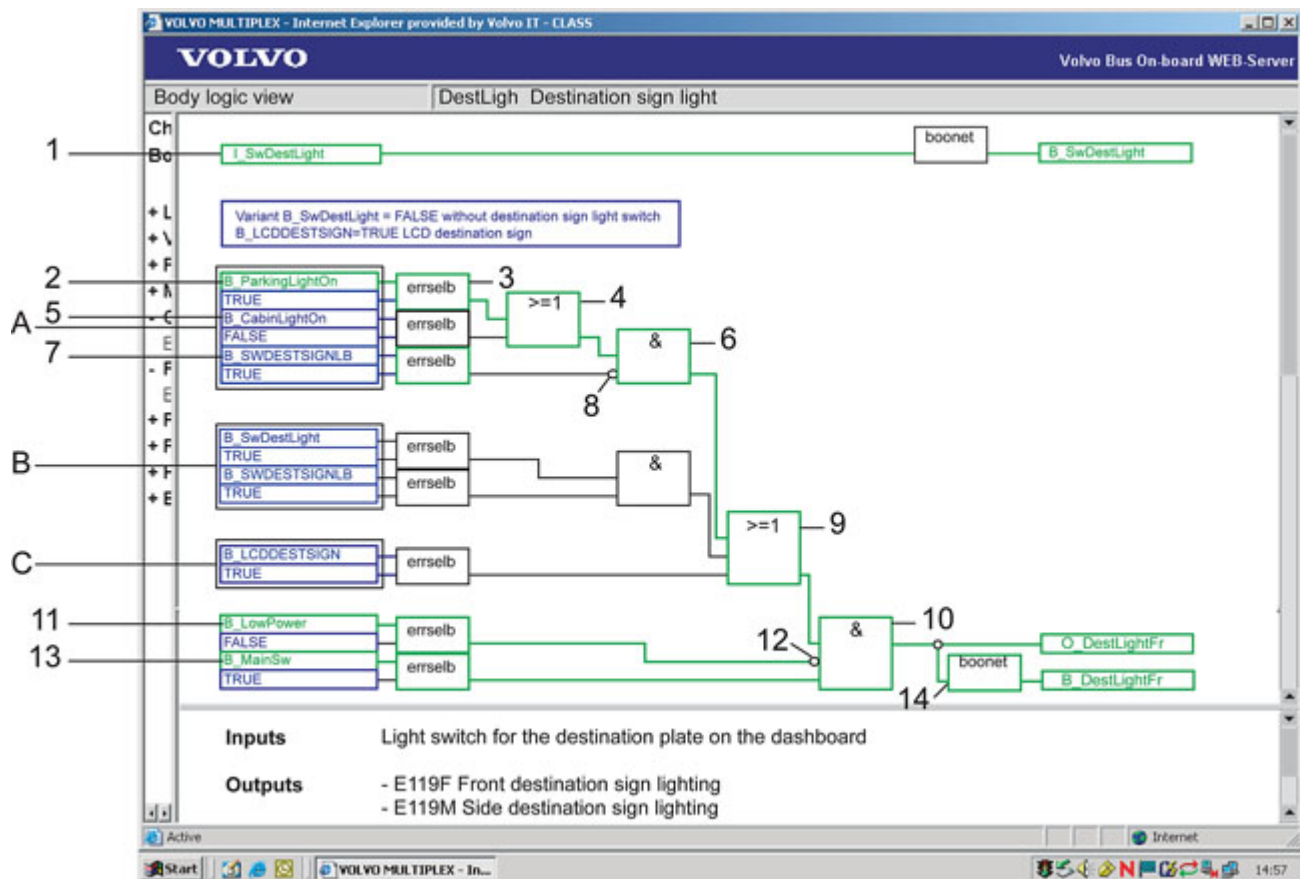 VOLVO MULTIPLEX - Internet Explorer provided by Volvo IT - CLASS
VOLVO
Volvo Bus On-board WEB-Server
Body logic view
DestLigh Destination sign light
Ch
Bo
+ L
+ V
+ F
+ M
- C
E
- F
E
+ F
+ F
+ F
+ E
1
I_SwDestLight
boonet
B_SwDestLight
Variant B_SwDestLight = FALSE without destination sign light switch
B_LCDDESTSIGN=TRUE LCD destination sign
2
B_ParkingLightOn
errselb
3
TRUE
>=1
4
5
B_CabinLightOn
errselb
A
FALSE
&
6
7
B_SWDESTSIGNLB
errselb
TRUE
8
B_SwDestLight
errselb
TRUE
&
B
B_SWDESTSIGNLB
errselb
TRUE
>=1
9
C
B_LCDDESTSIGN
errselb
TRUE
11
B_LowPower
errselb
10
FALSE
12
&
13
B_MainSw
errselb
O_DestLightFr
TRUE
boonet
14
B_DestLightFr
Inputs
Light switch for the destination plate on the dashboard
Outputs
- E119F Front destination sign lighting
- E119M Side destination sign lighting
Active
Internet
Start
VOLVO MULTIPLEX - In...
N
14:57